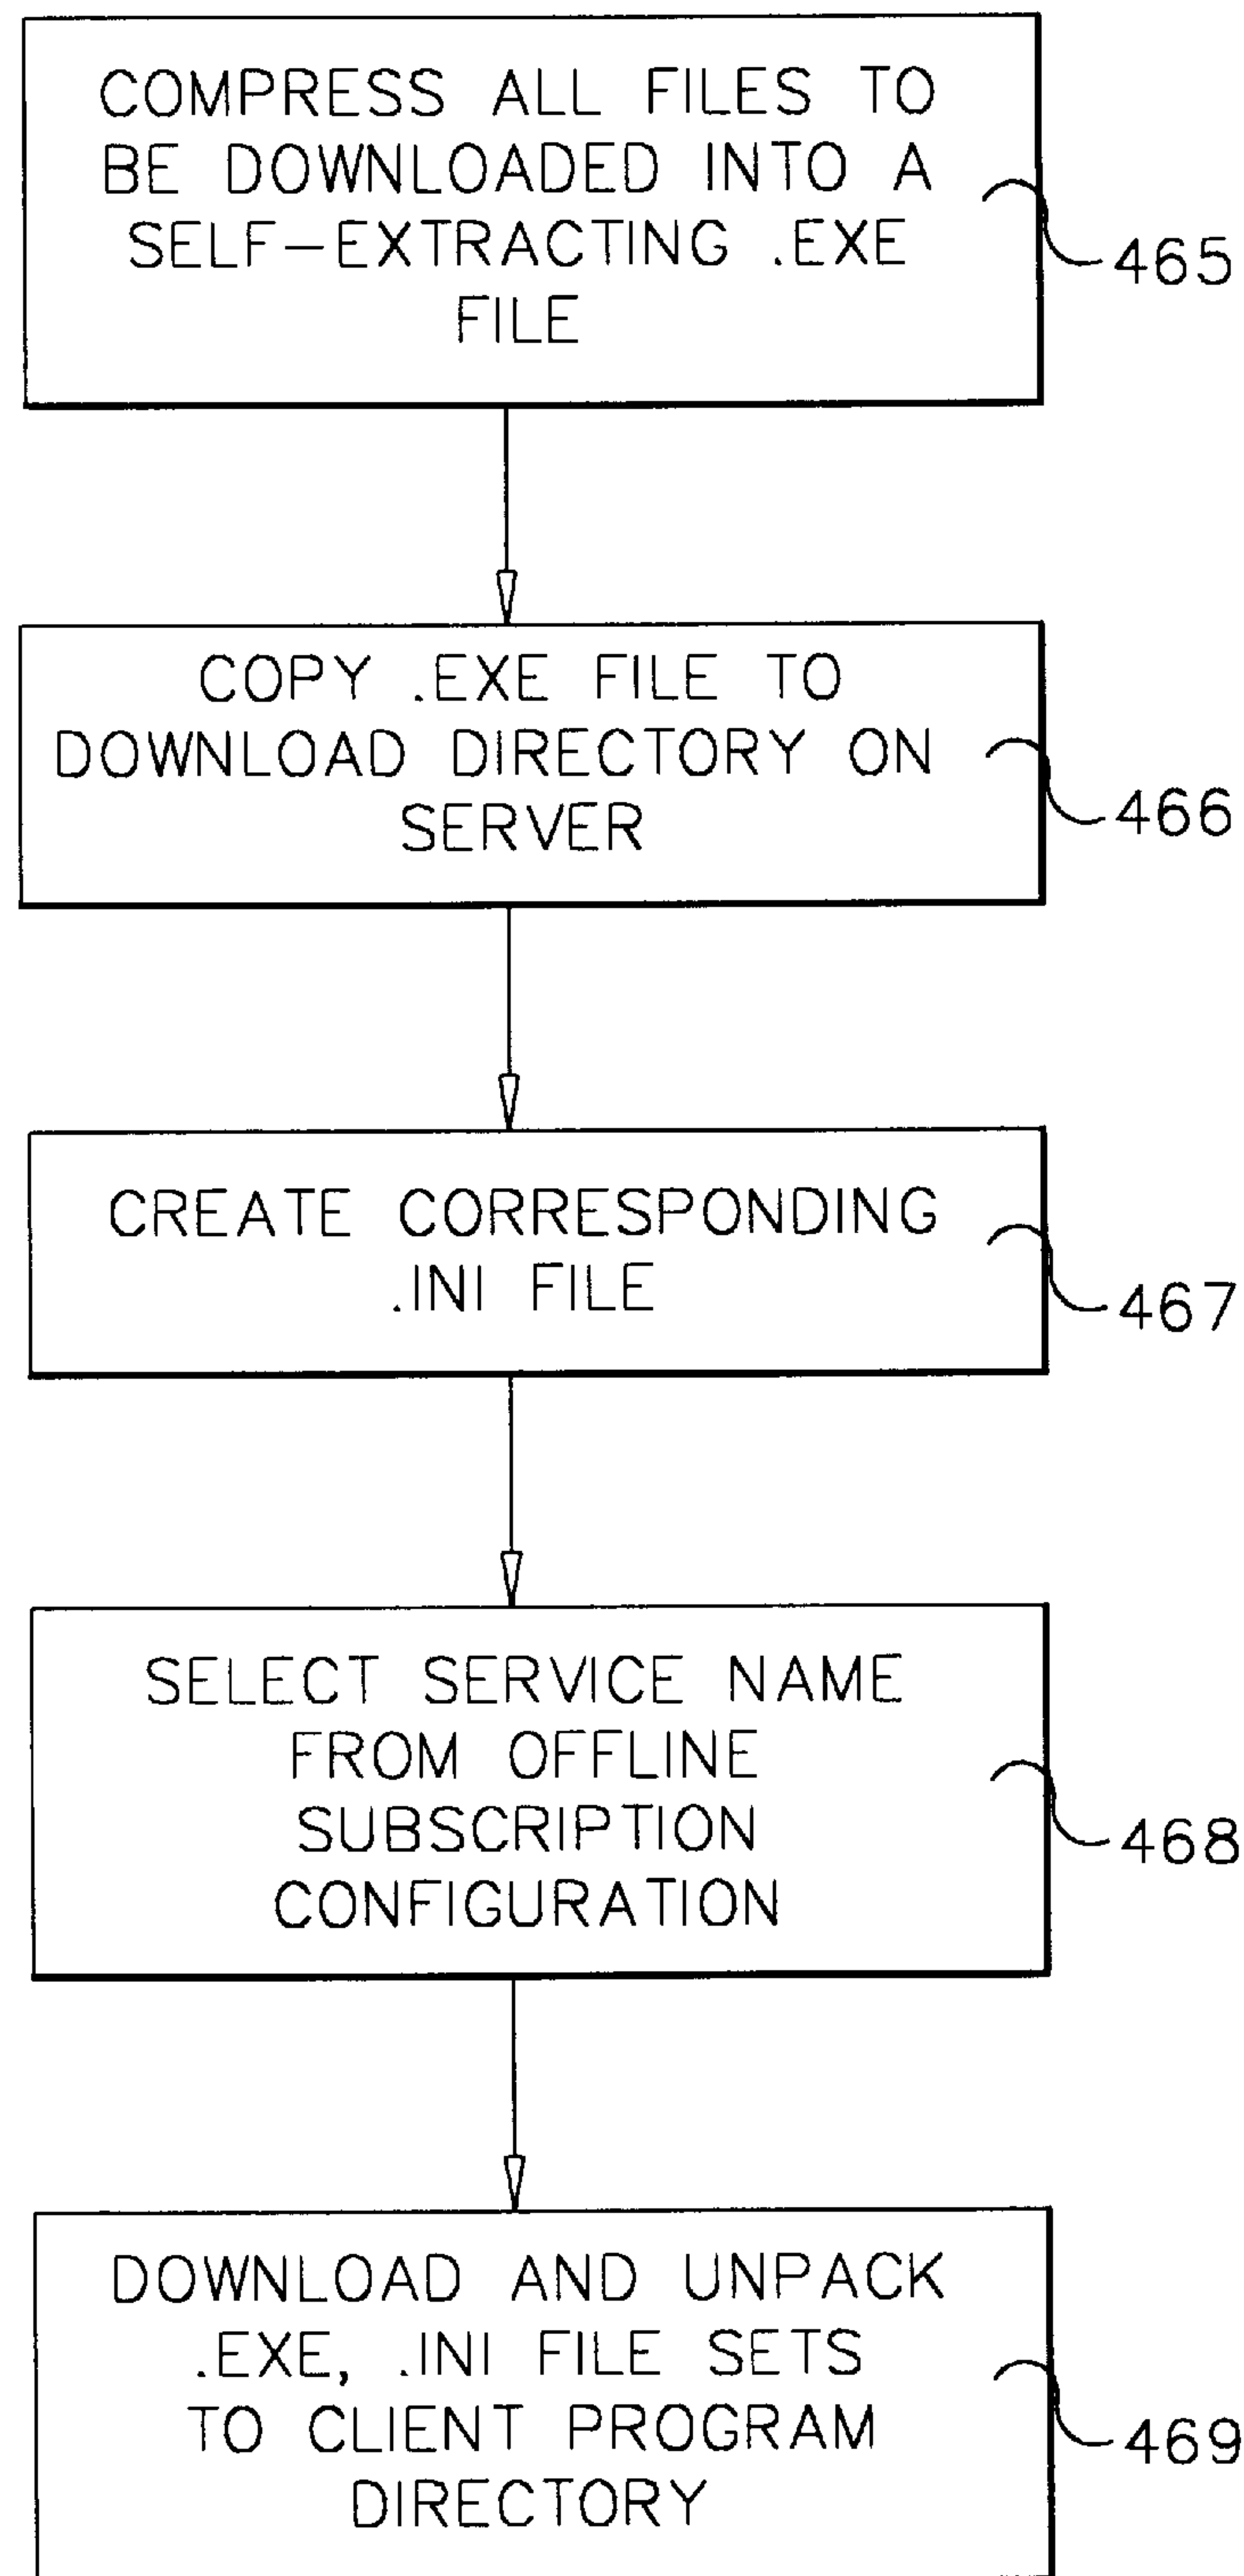 COMPRESS ALL FILES TO
BE DOWNLOADED INTO A
SELF-EXTRACTING .EXE
FILE
465
COPY .EXE FILE TO
DOWNLOAD DIRECTORY ON
SERVER
466
CREATE CORRESPONDING
.INI FILE
467
SELECT SERVICE NAME
FROM OFFLINE
SUBSCRIPTION
CONFIGURATION
468
DOWNLOAD AND UNPACK
.EXE, .INI FILE SETS
TO CLIENT PROGRAM
DIRECTORY
469